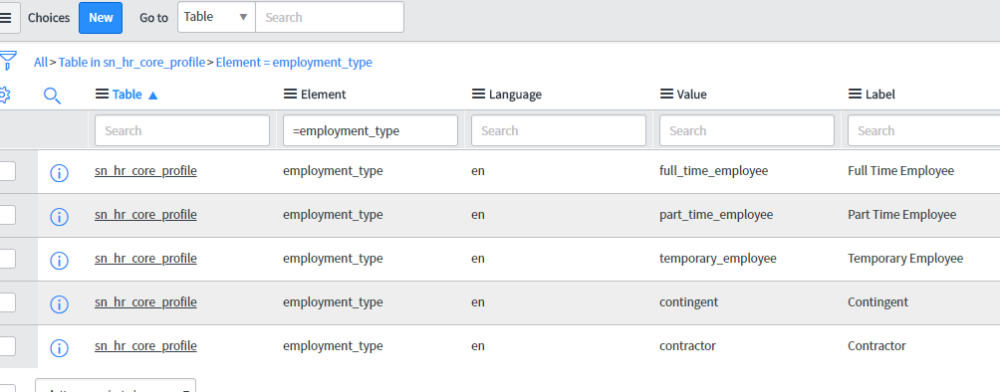 Choices New Go to Table Search
All > Table in sn_hr_core_profile > Element = employment_type
Table Element Language Value Label
Search =employment_type Search Search Search
sn_hr_core_profile employment_type en full_time_employee Full Time Employee
sn_hr_core_profile employment_type en part_time_employee Part Time Employee
sn_hr_core_profile employment_type en temporary_employee Temporary Employee
sn_hr_core_profile employment_type en contingent Contingent
sn_hr_core_profile employment_type en contractor Contractor